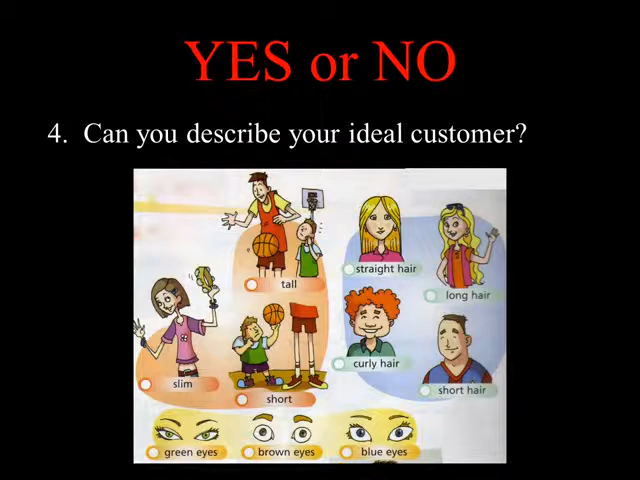 YES or NO
4. Can you describe your ideal customer?
tall
straight hair
long hair
slim
short
curly hair
short hair
green eyes
brown eyes
blue eyes